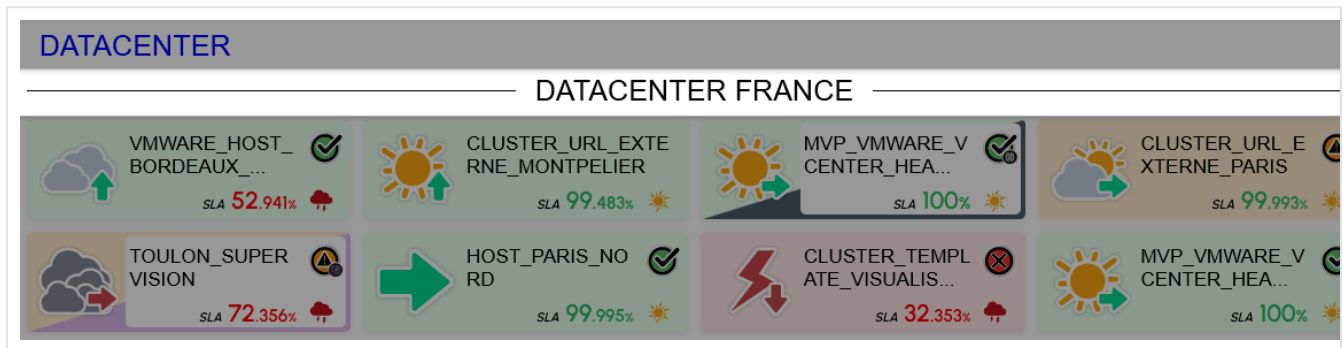 DATACENTER
DATACENTER FRANCE
VMWARE_HOST_
BORDEAUX_...
SLA 52.941%
CLUSTER_URL_EXTE
RNE_MONTPELIER
SLA 99.483%
MVP_VMWARE_V
CENTER_HEA...
SLA 100%
CLUSTER_URL_E
XTERNE_PARIS
SLA 99.993%
TOULON_SUPER
VISION
SLA 72.356%
HOST_PARIS_NO
RD
SLA 99.995%
CLUSTER_TEMPL
ATE_VISUALIS...
SLA 32.353%
MVP_VMWARE_V
CENTER_HEA...
SLA 100%